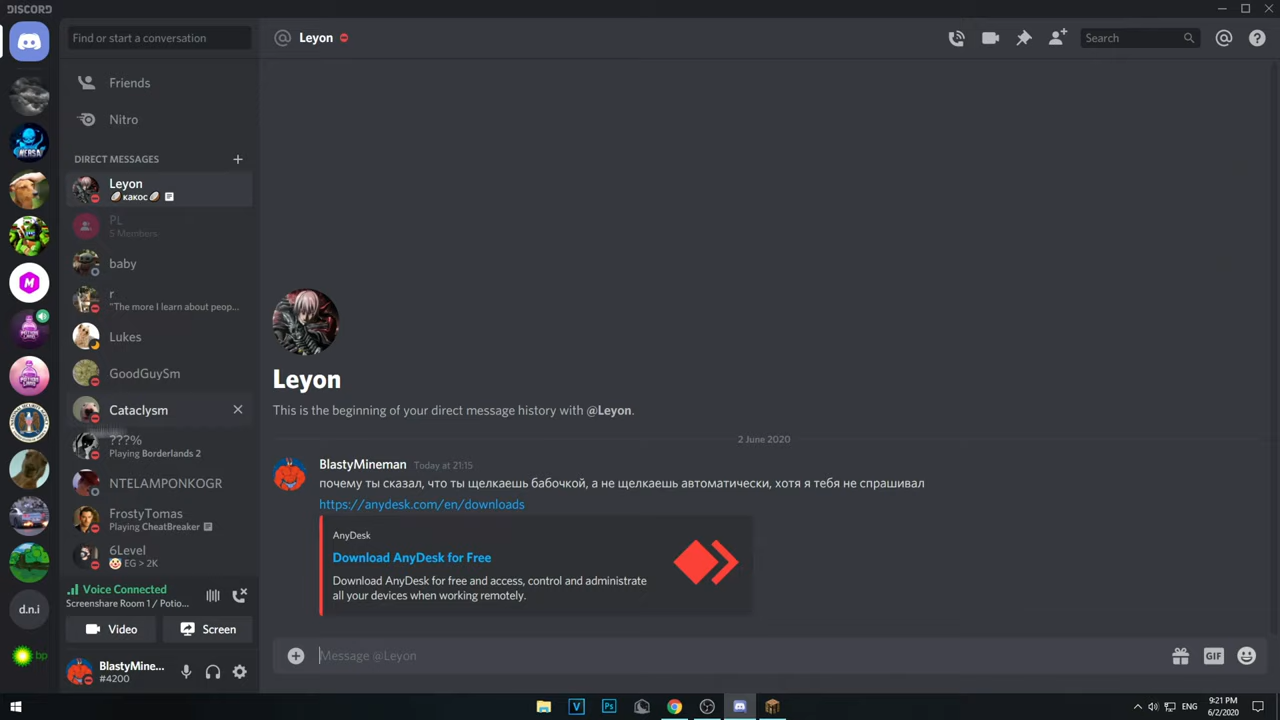 DISCORD
Find or start a conversation
Leyon
Search
Friends
Nitro
DIRECT MESSAGES
Leyon
какос
PL
5 Members
baby
r
"The more I learn about peop...
Lukes
GoodGuySm
Cataclysm
???%
Playing Borderlands 2
NTELAMPONKOGR
FrostyTomas
Playing CheatBreaker
6Level
EG > 2K
Voice Connected
Screenshare Room 1 / Potio...
Video
Screen
BlastyMine...
#4200
M
d.n.i
bp
Leyon
This is the beginning of your direct message history with @Leyon.
2 June 2020
BlastyMineman Today at 21:15
почему ты сказал, что ты щелкаешь бабочкой, а не щелкаешь автоматически, хотя я тебя не спрашивал
https://anydesk.com/en/downloads
AnyDesk
Download AnyDesk for Free
Download AnyDesk for free and access, control and administrate
all your devices when working remotely.
Message @Leyon
GIF
V
Ps
ENG
9:21 PM
6/2/2020